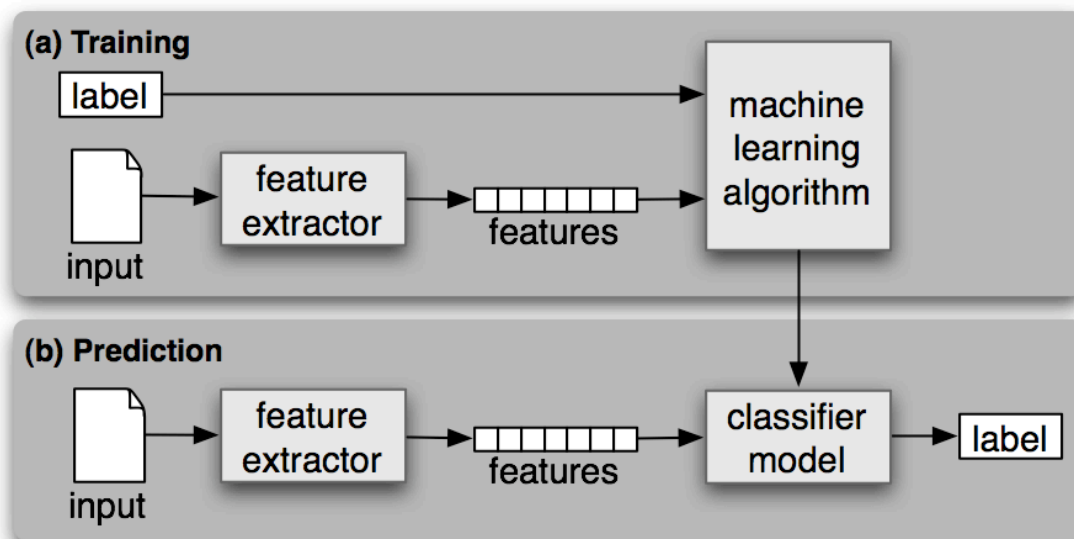 (a) Training
label
machine
learning
algorithm
feature
extractor
features
input
(b) Prediction
feature
extractor
features
classifier
model
label
input